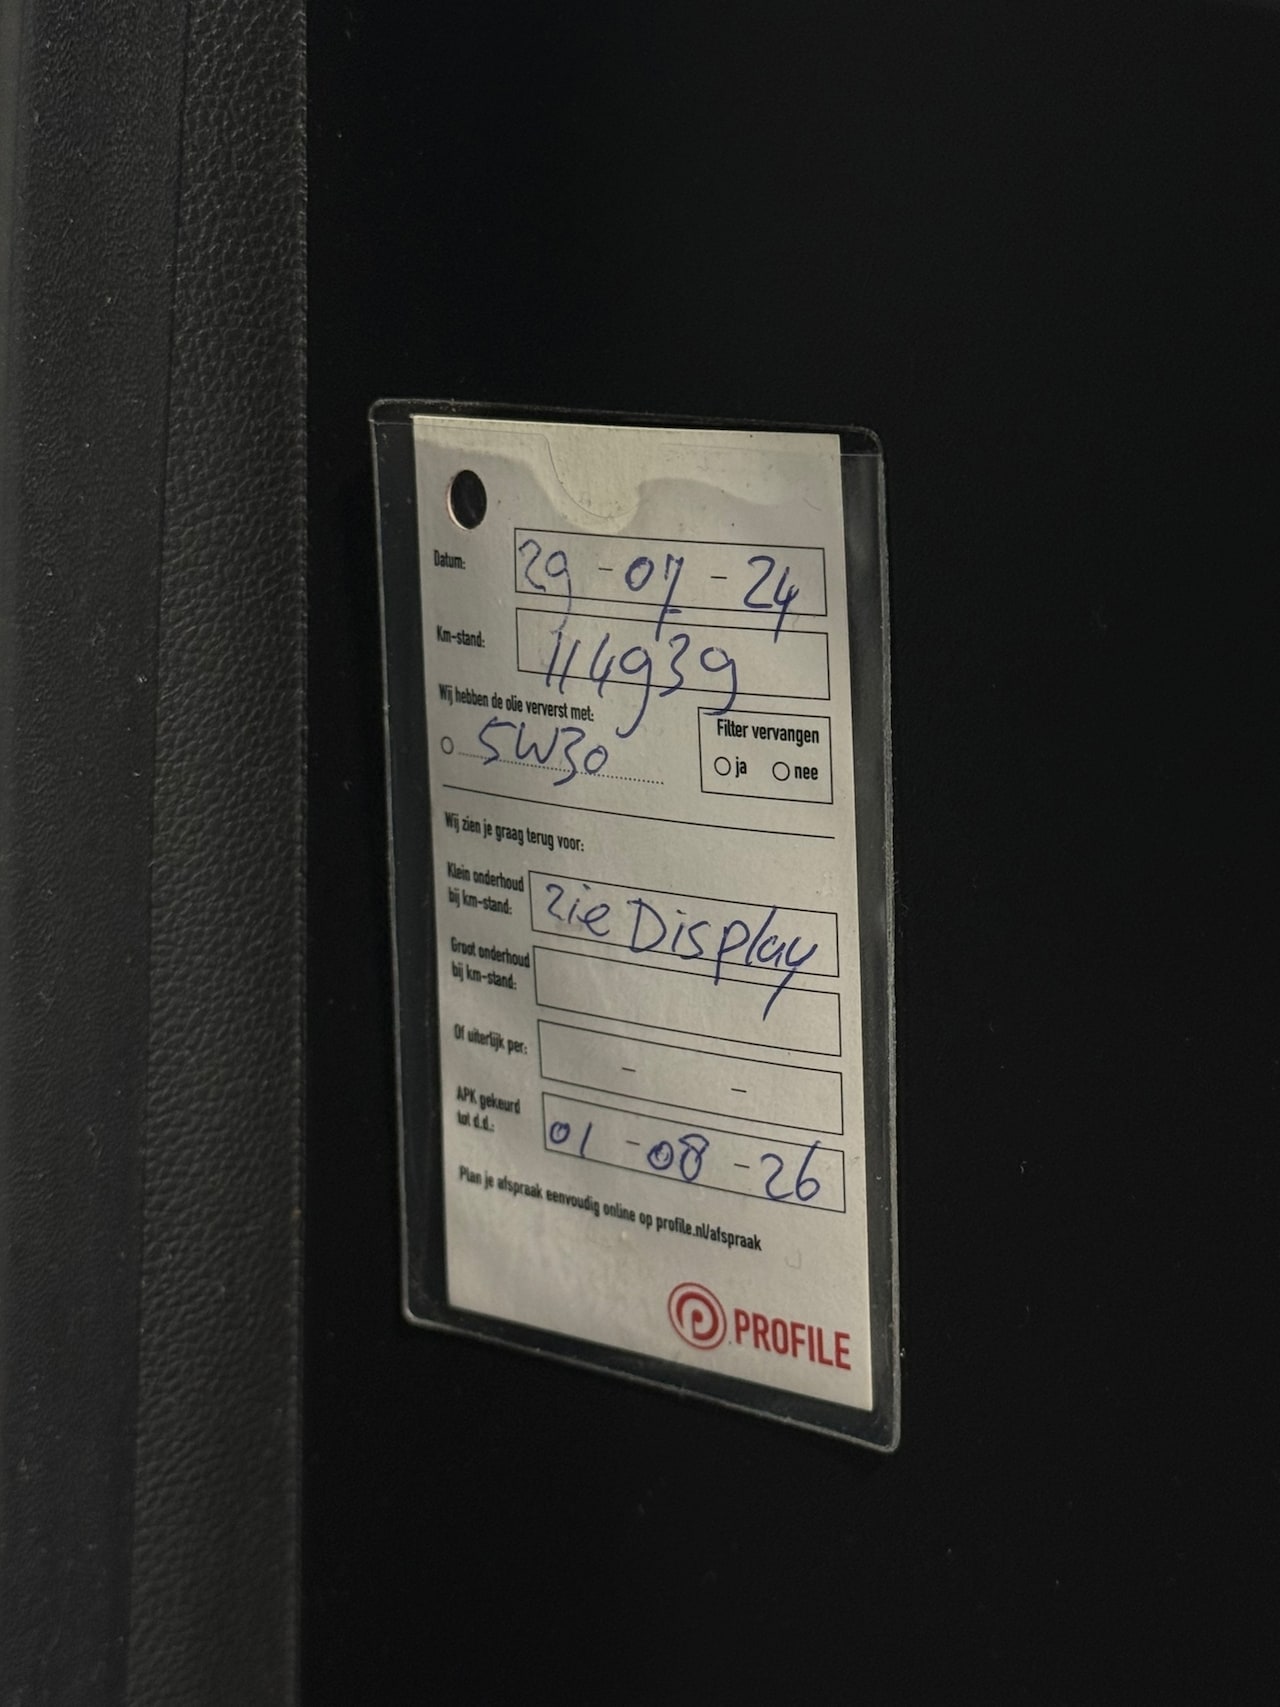 Datum: 29-07-24
Km-stand: 114939
Wij hebben de olie ververst met:
5W30
Filter vervangen
ja nee
Wij zien je graag terug voor:
Klein onderhoud
bij km-stand: zie Display
Groot onderhoud
bij km-stand:
Of uiterlijk per: - -
APK gekeurd
tot d.d.: 01-08-26
Plan je afspraak eenvoudig online op profile.nl/afspraak
PROFILE